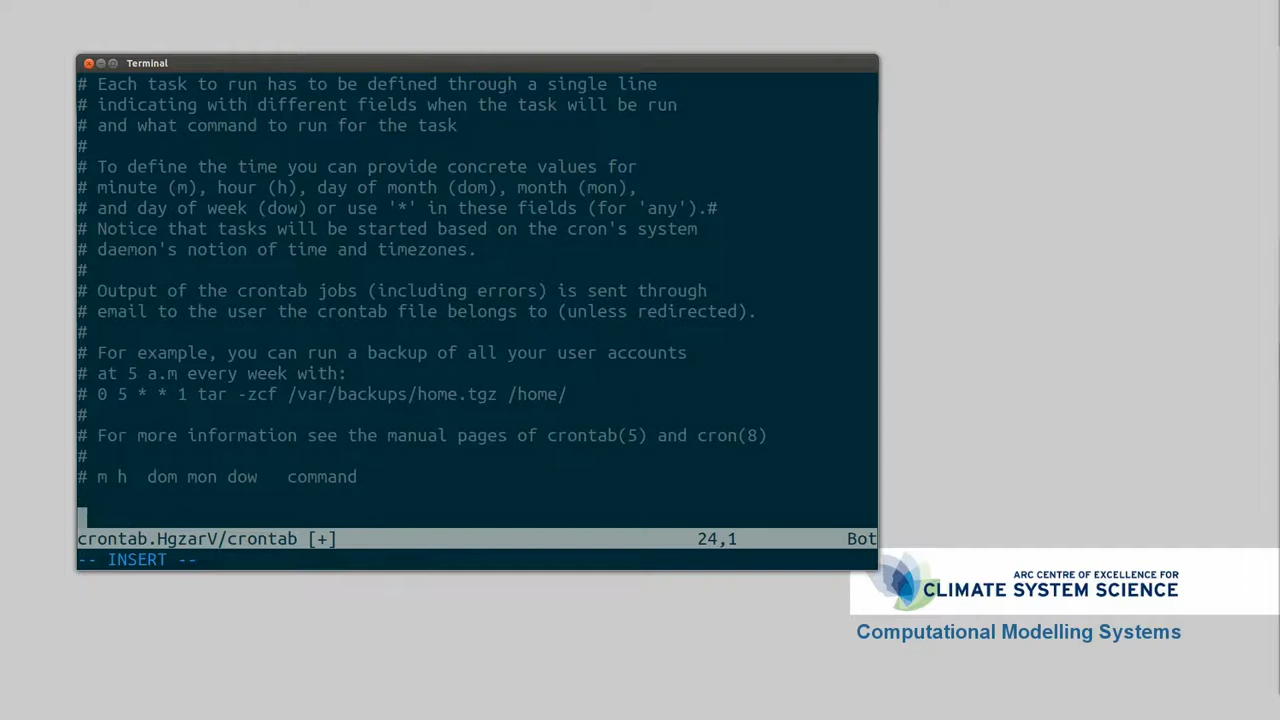 Terminal
# Each task to run has to be defined through a single line
# indicating with different fields when the task will be run
# and what command to run for the task
#
# To define the time you can provide concrete values for
# minute (m), hour (h), day of month (dom), month (mon),
# and day of week (dow) or use '*' in these fields (for 'any').#
# Notice that tasks will be started based on the cron's system
# daemon's notion of time and timezones.
#
# Output of the crontab jobs (including errors) is sent through
# email to the user the crontab file belongs to (unless redirected).
#
# For example, you can run a backup of all your user accounts
# at 5 a.m every week with:
# 0 5 * * 1 tar -zcf /var/backups/home.tgz /home/
#
# For more information see the manual pages of crontab(5) and cron(8)
#
# m h  dom mon dow   command
crontab.HgzarV/crontab [+] 24,1 Bot
-- INSERT --
ARC CENTRE OF EXCELLENCE FOR
CLIMATE SYSTEM SCIENCE
Computational Modelling Systems